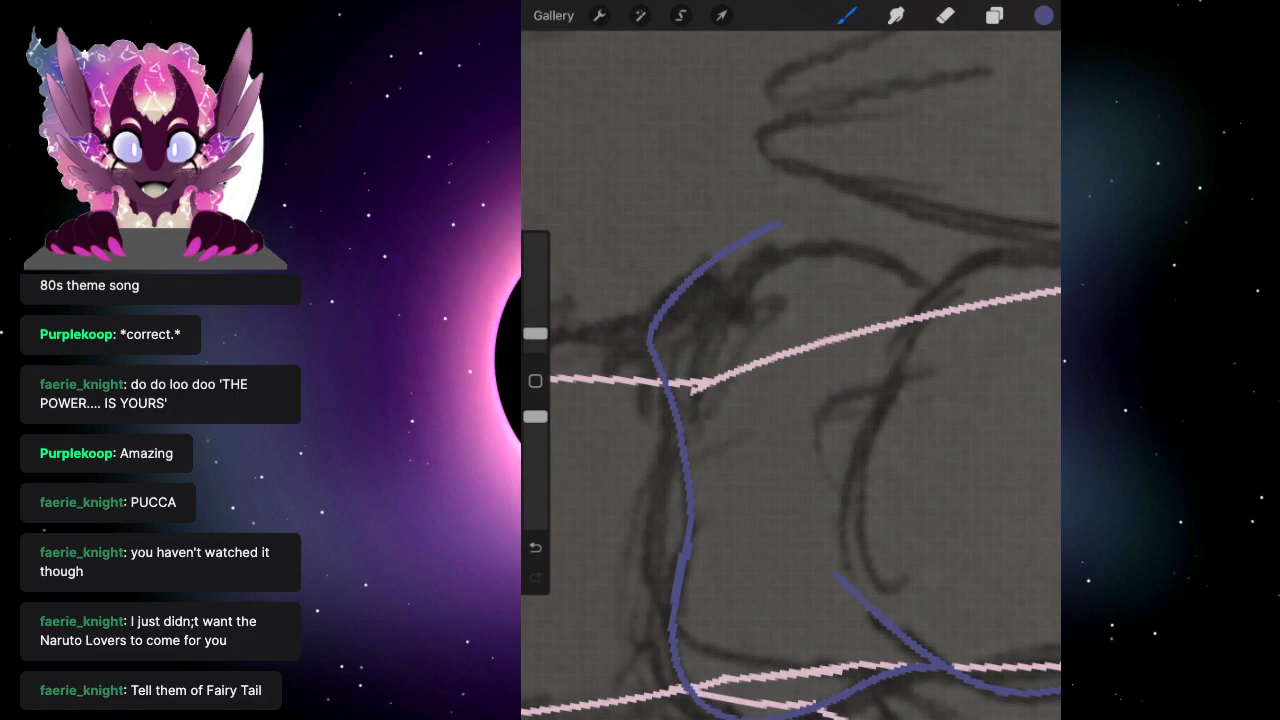 Gallery
80s theme song
Purplekoop: *correct.*
faerie_knight: do do loo doo 'THE
POWER.... IS YOURS'
Purplekoop: Amazing
faerie_knight: PUCCA
faerie_knight: you haven't watched it
though
faerie_knight: I just didn;t want the
Naruto Lovers to come for you
faerie_knight: Tell them of Fairy Tail